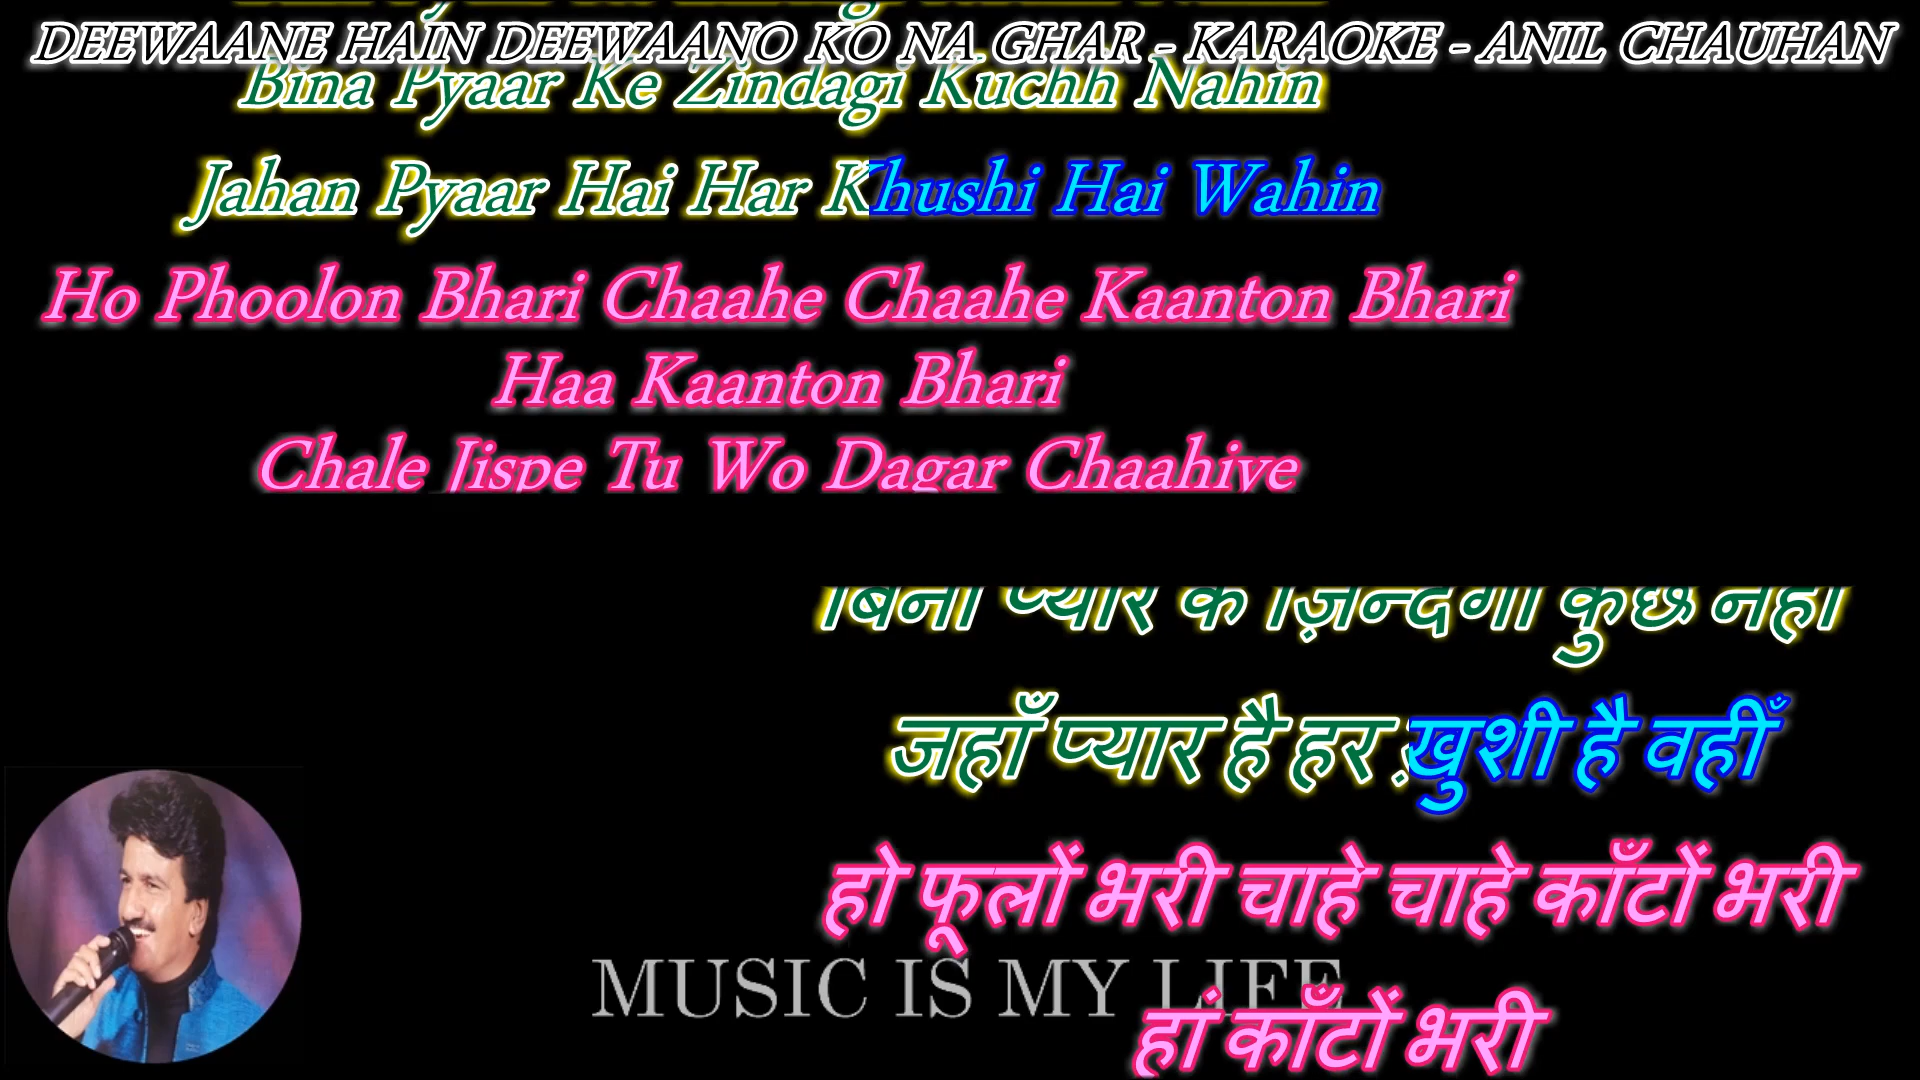 DEEWAANE HAIN DEEWAANO KO NA GHAR - KARAOKE - ANIL CHAUHAN
Bina Pyaar Ke Zindagi Kuchh Nahin
Jahan Pyaar Hai Har Khushi Hai Wahin
Ho Phoolon Bhari Chaahe Chaahe Kaanton Bhari
Haa Kaanton Bhari
Chale Jispe Tu Wo Dagar Chaahiye
बिना प्यार के ज़िन्दगी कुछ नहीं
जहाँ प्यार है हर ख़ुशी है वहीँ
हो फूलों भरी चाहे चाहे काँटों भरी
MUSIC IS MY LIFE
हां काँटों भरी